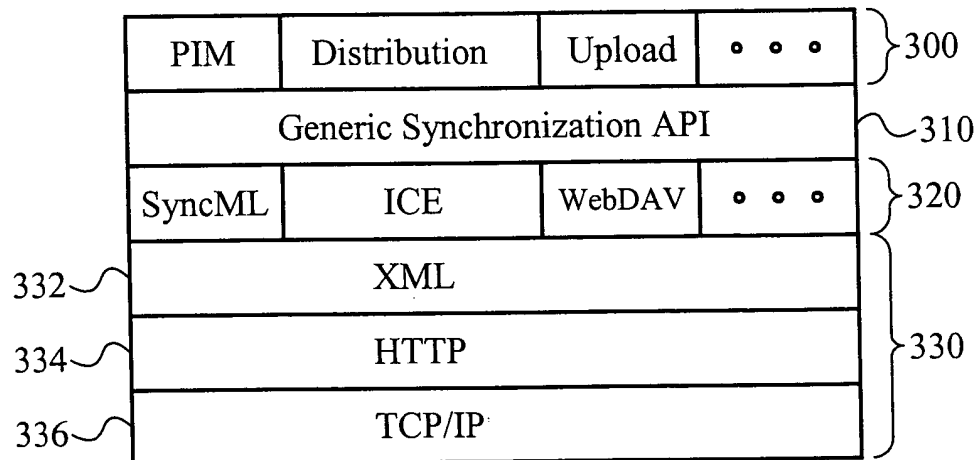 PIM Distribution Upload ∘ ∘ ∘ 300
Generic Synchronization API 310
SyncML ICE WebDAV ∘ ∘ ∘ 320
332 XML
334 HTTP 330
336 TCP/IP